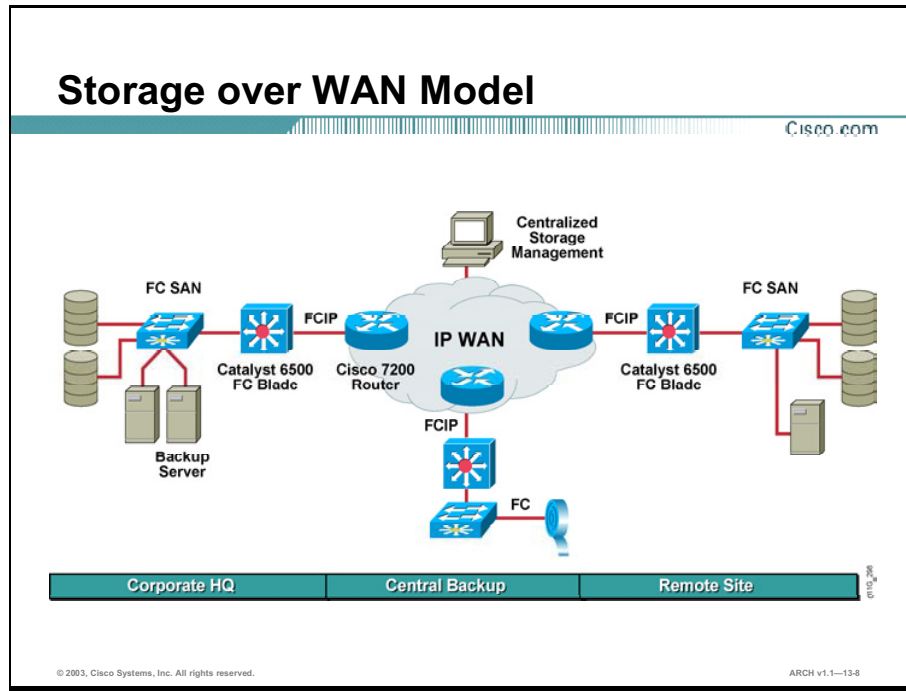 Storage over WAN Model
Cisco.com
Centralized
Storage
Management
FC SAN
FCIP
IP WAN
FCIP
FC SAN
Catalyst 6500
FC Blade
Cisco 7200
Router
Catalyst 6500
FC Blade
FCIP
Backup
Server
FC
Corporate HQ
Central Backup
Remote Site
© 2003, Cisco Systems, Inc. All rights reserved.
ARCH v1.1—13-8